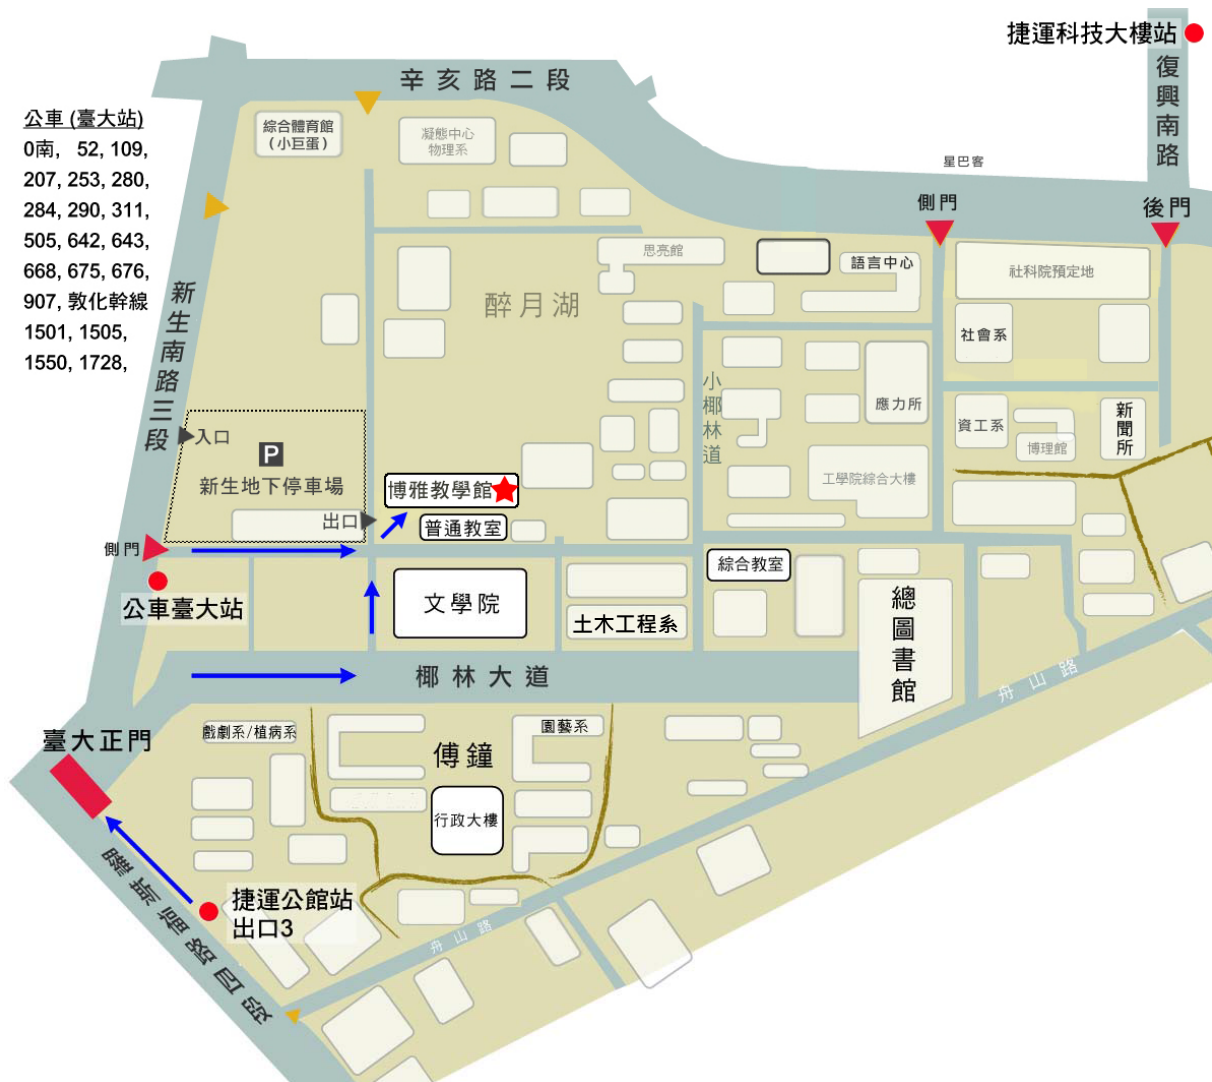 捷運科技大樓站
復興南路
辛亥路二段
公車 (臺大站)
0南, 52, 109,
207, 253, 280,
284, 290, 311,
505, 642, 643,
668, 675, 676,
907, 敦化幹線
1501, 1505,
1550, 1728,
綜合體育館
(小巨蛋)
凝態中心
物理系
星巴客
側門
後門
思亮館
語言中心
社科院預定地
新生南路三段
醉月湖
社會系
小椰林道
應力所
資工系
博理館
新聞所
入口
P
新生地下停車場
工學院綜合大樓
博雅教學館
出口
普通教室
側門
綜合教室
公車臺大站
文學院
土木工程系
總圖書館
椰林大道
舟山路
臺大正門
戲劇系/植病系
園藝系
傅鐘
行政大樓
羅斯福路四段
捷運公館站
出口3
舟山路